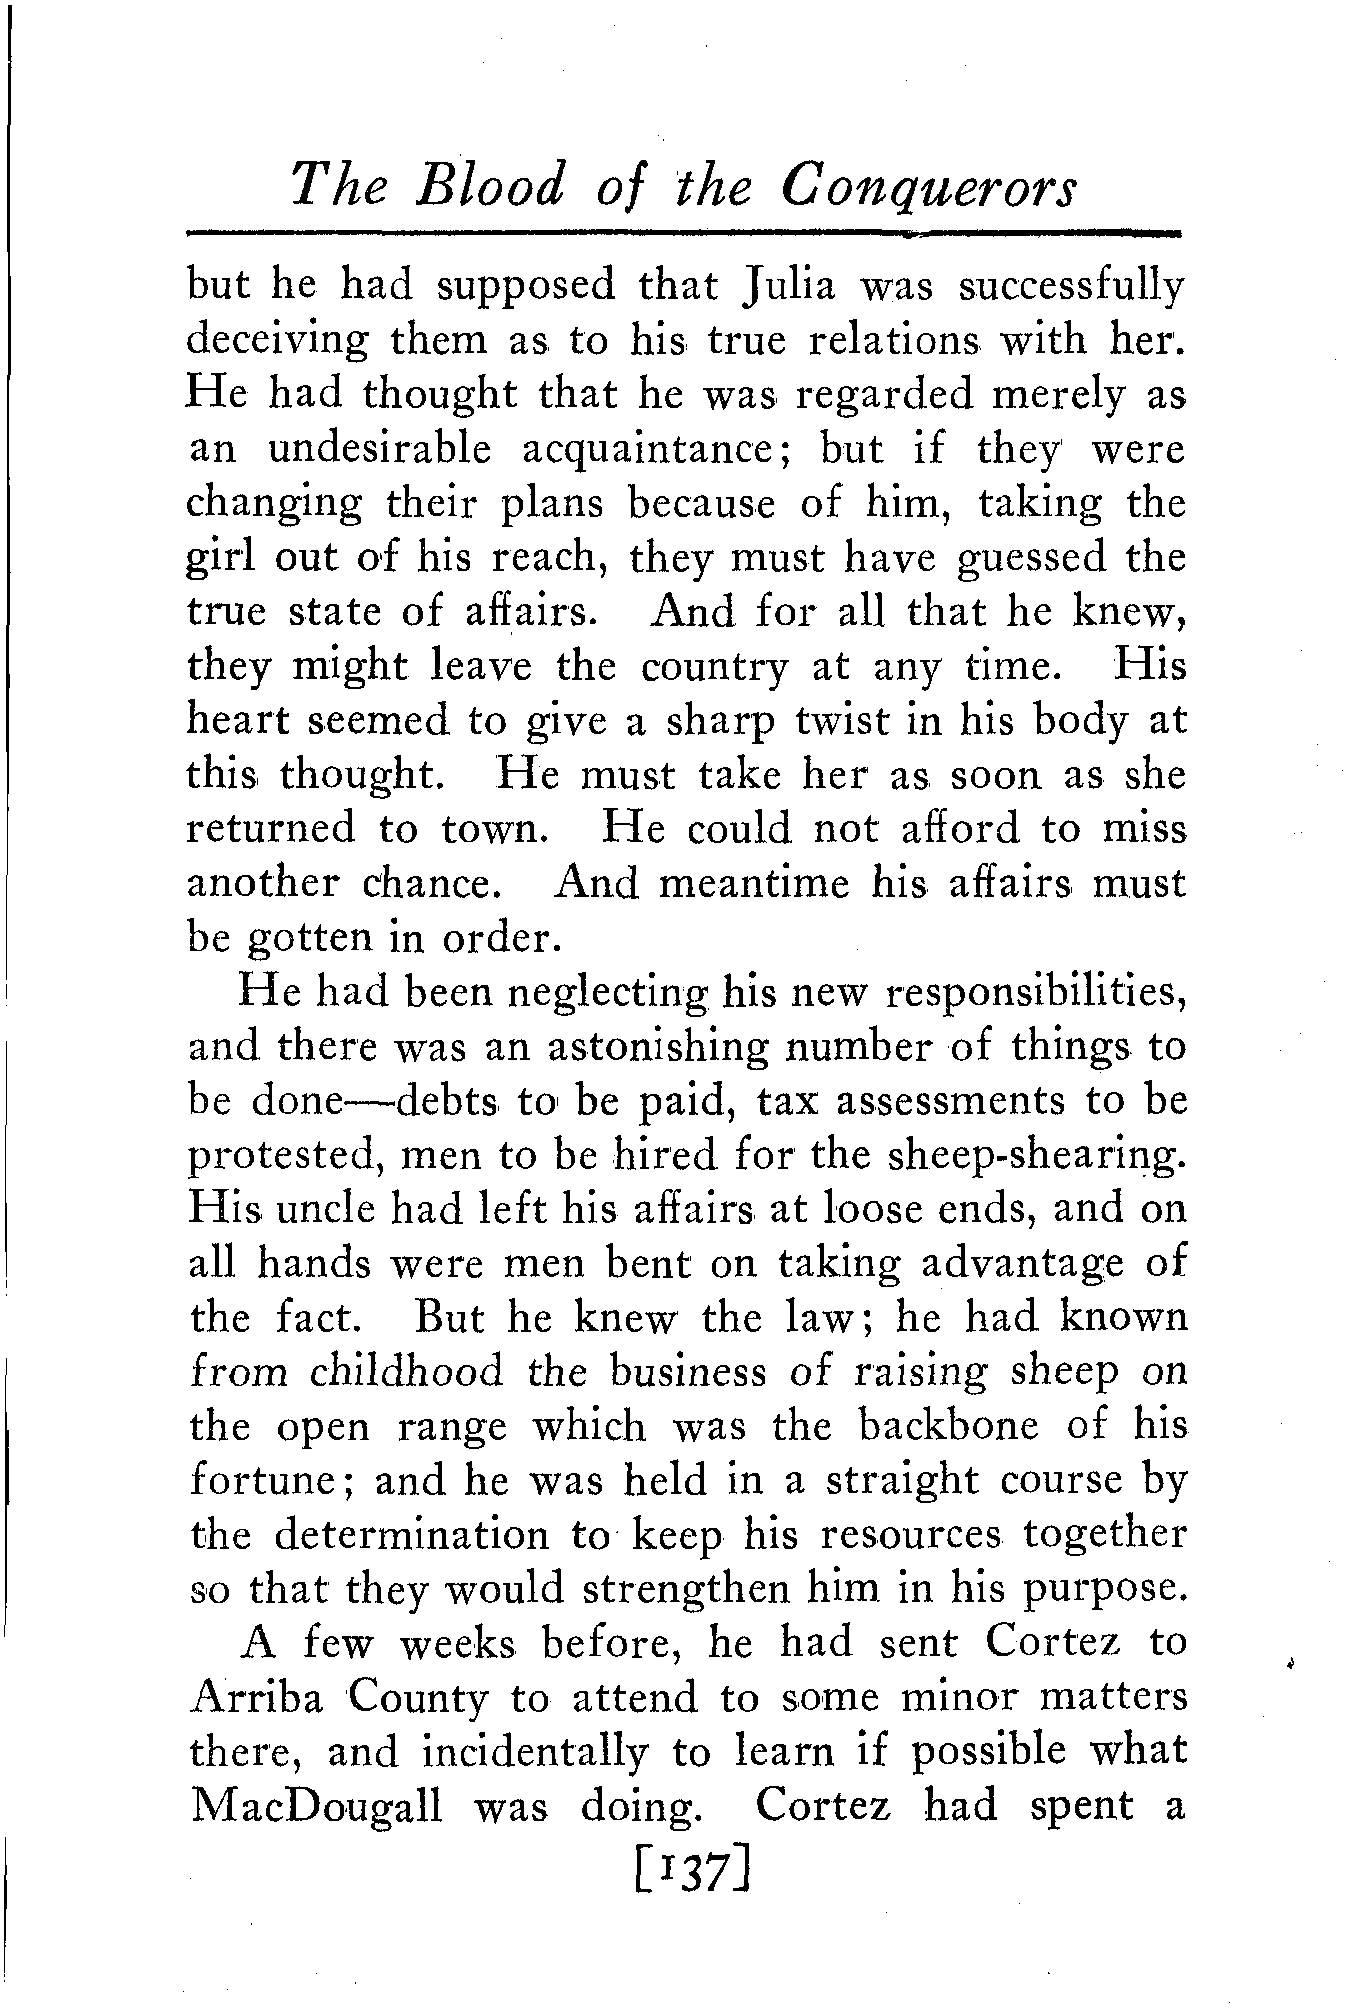 The Blood of the Conquerors
but he had supposed that Julia was successfully
deceiving them as to his true relations with her.
He had thought that he was regarded merely as
an undesirable acquaintance; but if they were
changing their plans because of him, taking the
girl out of his reach, they must have guessed the
true state of affairs. And for all that he knew,
they might leave the country at any time. His
heart seemed to give a sharp twist in his body at
this thought. He must take her as soon as she
returned to town. He could not afford to miss
another chance. And meantime his affairs must
be gotten in order.
He had been neglecting his new responsibilities,
and there was an astonishing number of things to
be done—debts to be paid, tax assessments to be
protested, men to be hired for the sheep-shearing.
His uncle had left his affairs at loose ends, and on
all hands were men bent on taking advantage of
the fact. But he knew the law; he had known
from childhood the business of raising sheep on
the open range which was the backbone of his
fortune; and he was held in a straight course by
the determination to keep his resources together
so that they would strengthen him in his purpose.
A few weeks before, he had sent Cortez to
Arriba County to attend to some minor matters
there, and incidentally to learn if possible what
MacDougall was doing. Cortez had spent a
[137]